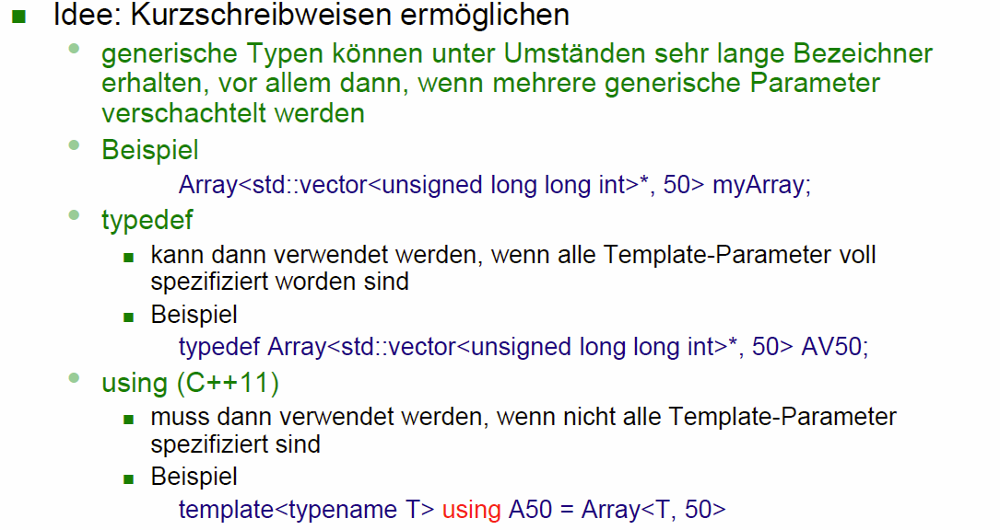 Idee: Kurzschreibweisen ermöglichen
generische Typen können unter Umständen sehr lange Bezeichner
erhalten, vor allem dann, wenn mehrere generische Parameter
verschachtelt werden
Beispiel
Array<std::vector<unsigned long long int>*, 50> myArray;
typedef
kann dann verwendet werden, wenn alle Template-Parameter voll
spezifiziert worden sind
Beispiel
typedef Array<std::vector<unsigned long long int>*, 50> AV50;
using (C++11)
muss dann verwendet werden, wenn nicht alle Template-Parameter
spezifiziert sind
Beispiel
template<typename T> using A50 = Array<T, 50>